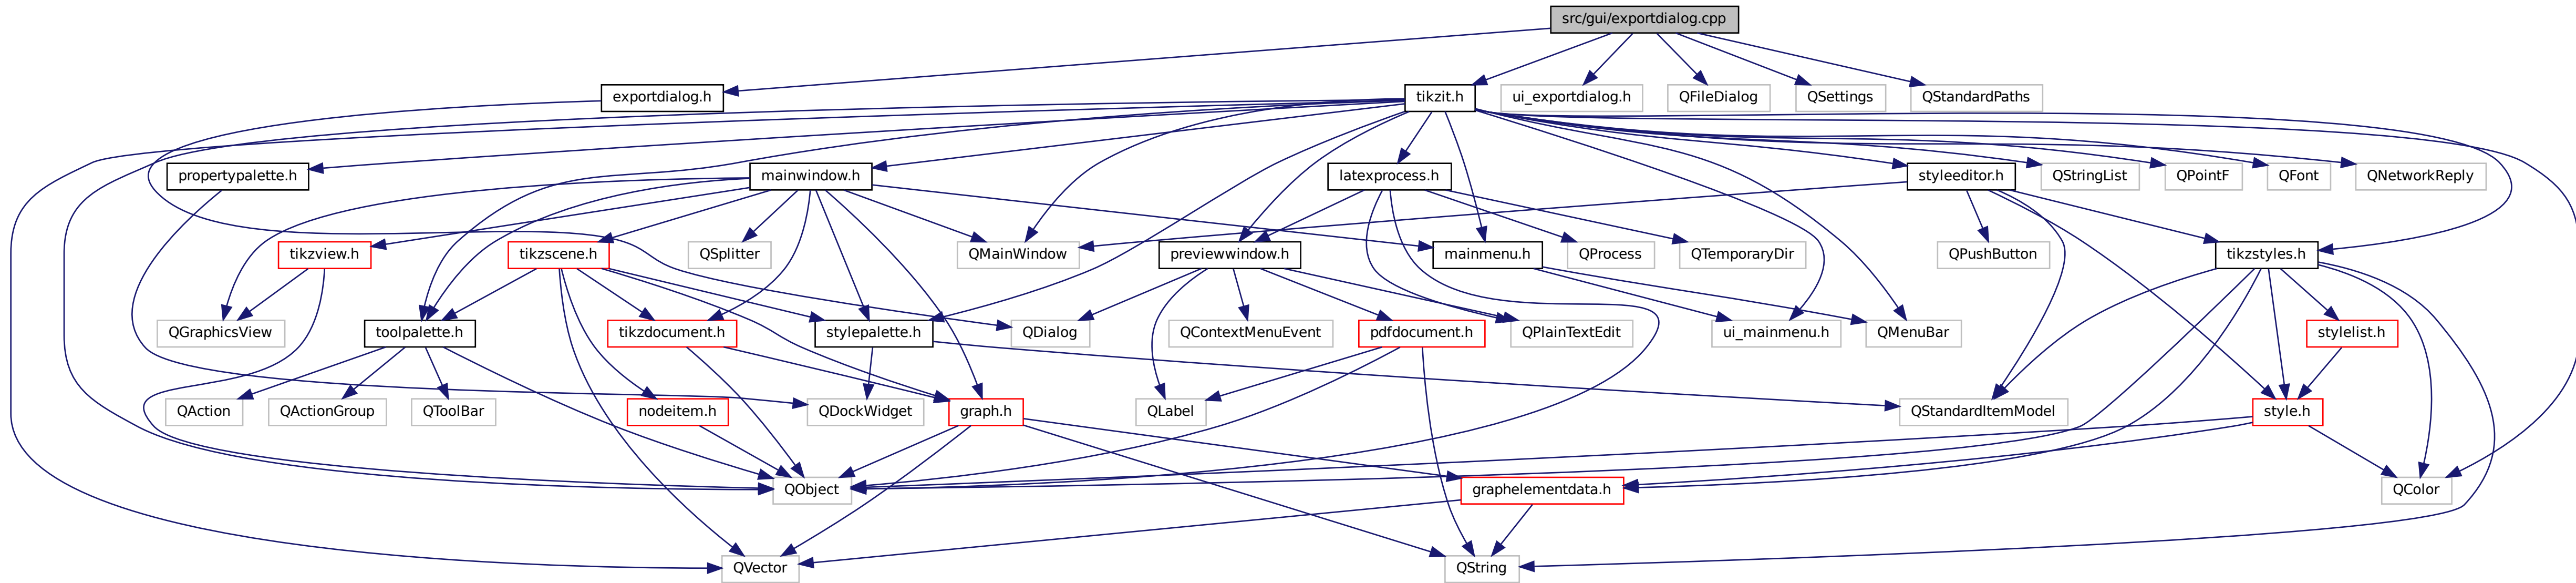 src/gui/exportdialog.cpp
exportdialog.h
tikzit.h
ui_exportdialog.h
QFileDialog
QSettings
QStandardPaths
propertypalette.h
mainwindow.h
latexprocess.h
styleeditor.h
QStringList
QPointF
QFont
QNetworkReply
tikzview.h
tikzscene.h
QSplitter
QMainWindow
previewwindow.h
mainmenu.h
QProcess
QTemporaryDir
QPushButton
tikzstyles.h
QGraphicsView
toolpalette.h
tikzdocument.h
stylepalette.h
QDialog
QContextMenuEvent
pdfdocument.h
QPlainTextEdit
ui_mainmenu.h
QMenuBar
stylelist.h
QAction
QActionGroup
QToolBar
nodeitem.h
QDockWidget
graph.h
QLabel
QStandardItemModel
style.h
QObject
graphelementdata.h
QColor
QVector
QString